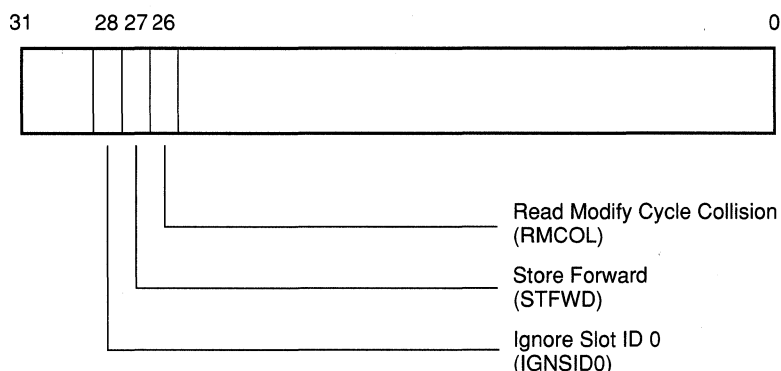 31 28 27 26 0
Read Modify Cycle Collision
(RMCOL)
Store Forward
(STFWD)
Ignore Slot ID 0
(IGNSID0)